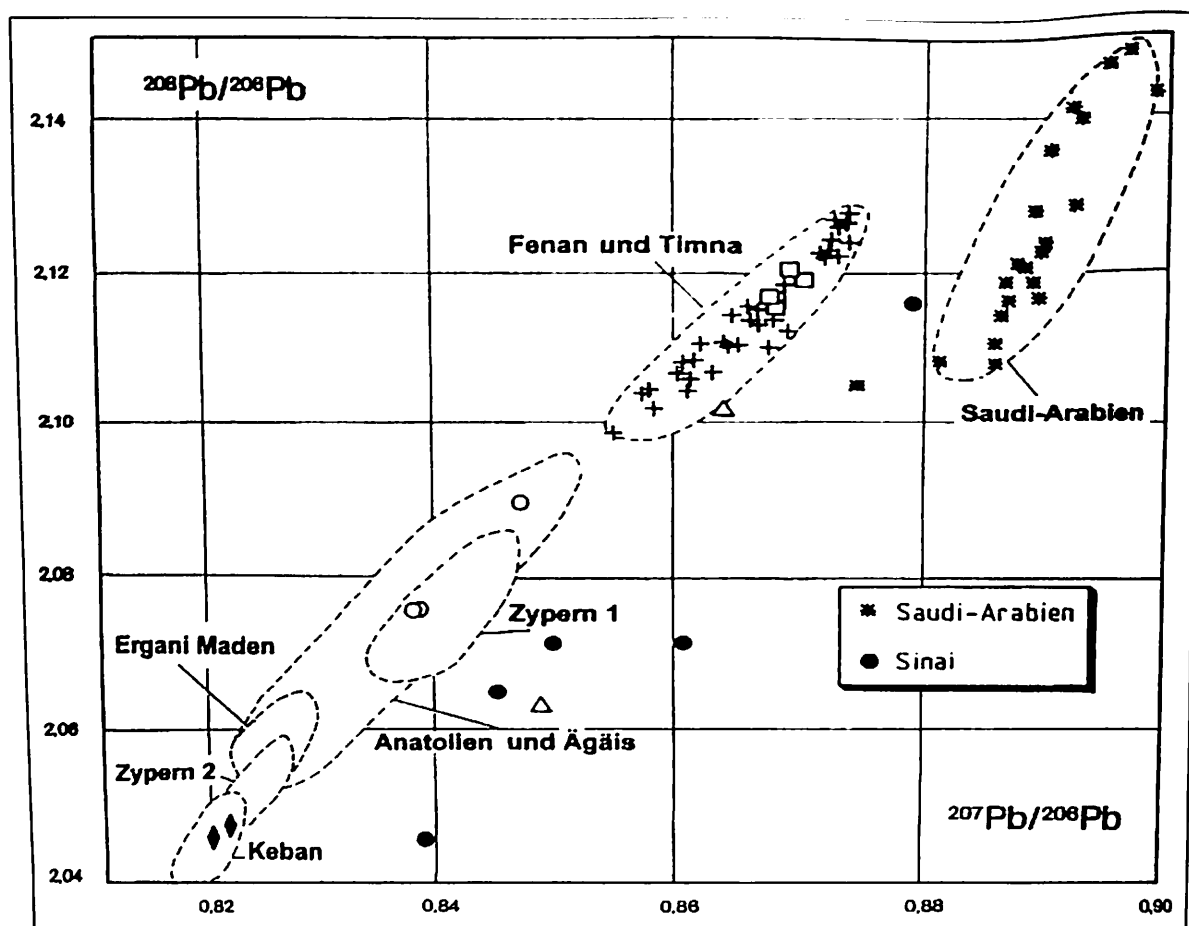 ²⁰⁸Pb/²⁰⁶Pb
2,14
Fenan und Timna
2,12
Saudi-Arabien
2,10
2,08
Zypern 1
Ergani Maden
✱ Saudi-Arabien
● Sinai
2,06
Anatolien und Ägäis
Zypern 2
²⁰⁷Pb/²⁰⁶Pb
Keban
2,04
0,82 0,84 0,86 0,88 0,90